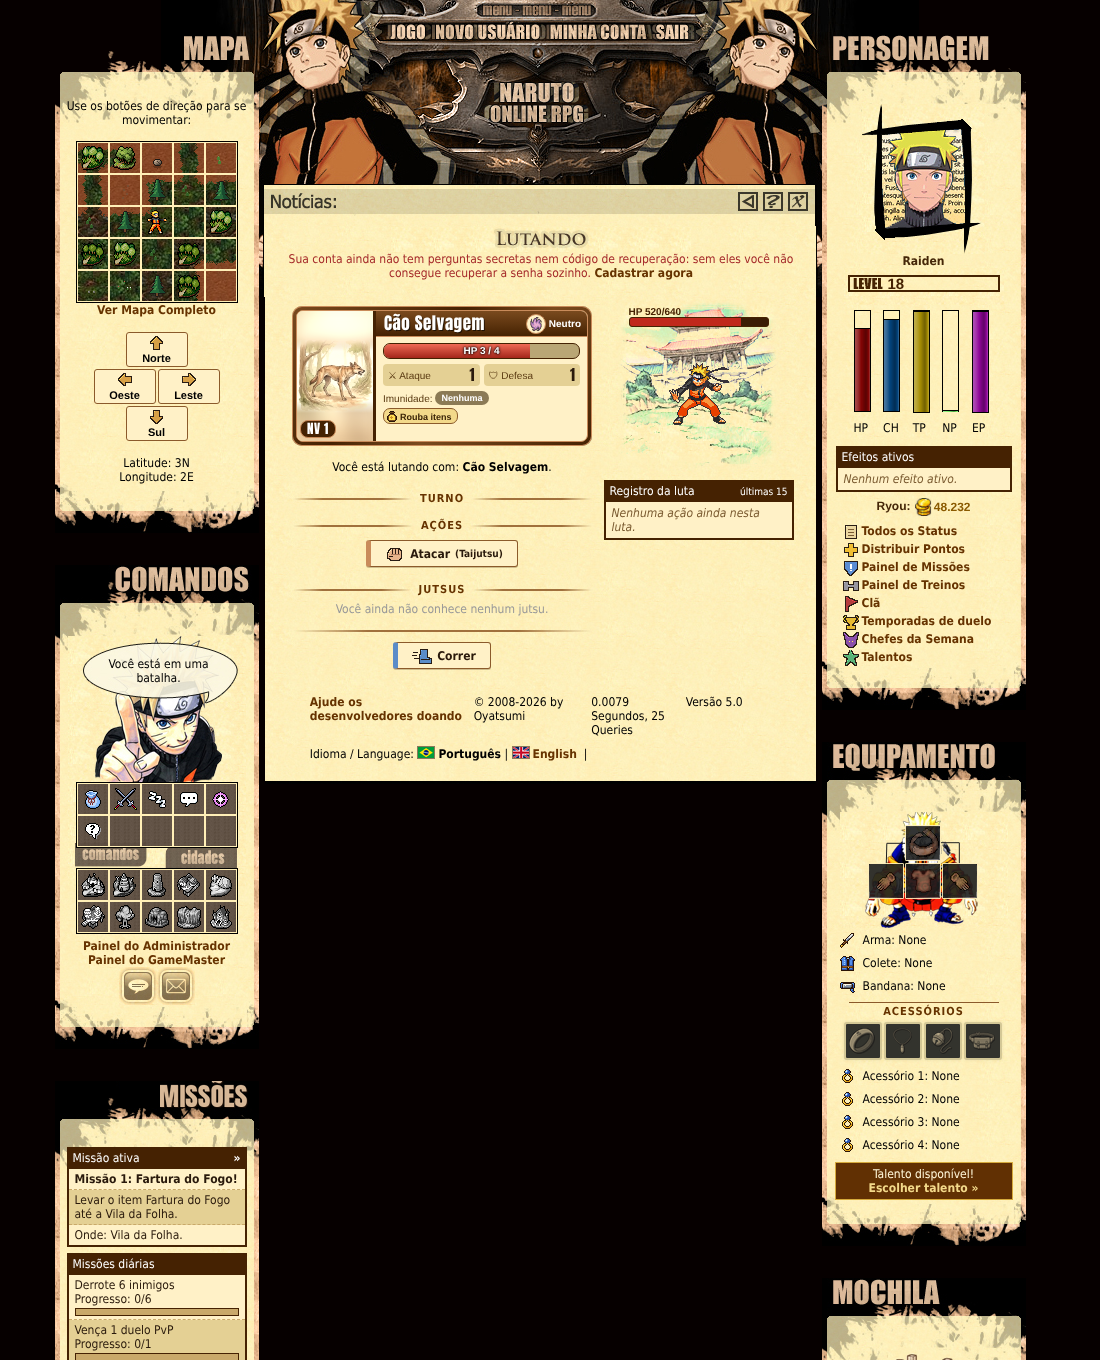 menu - menu - menu
JOGO NOVO USUÁRIO MINHA CONTA SAIR
NARUTO
ONLINE RPG
MAPA
Use os botões de direção para se
movimentar:
Ver Mapa Completo
Norte
Oeste
Leste
Sul
Latitude: 3N
Longitude: 2E
COMANDOS
Você está em uma
batalha.
comandos
cidades
Painel do Administrador
Painel do GameMaster
MISSÕES
Missão ativa »
Missão 1: Fartura do Fogo!
Levar o item Fartura do Fogo
até a Vila da Folha.
Onde: Vila da Folha.
Missões diárias
Derrote 6 inimigos
Progresso: 0/6
Vença 1 duelo PvP
Progresso: 0/1
Notícias:
LUTANDO
Sua conta ainda não tem perguntas secretas nem código de recuperação: sem eles você não
consegue recuperar a senha sozinho. Cadastrar agora
Cão Selvagem
Neutro
HP 3 / 4
Ataque 1
Defesa 1
Imunidade: Nenhuma
Rouba itens
NV 1
HP 520/640
Você está lutando com: Cão Selvagem.
TURNO
AÇÕES
Atacar (Taijutsu)
JUTSUS
Você ainda não conhece nenhum jutsu.
Correr
Registro da luta últimas 15
Nenhuma ação ainda nesta
luta.
Ajude os
desenvolvedores doando
© 2008-2026 by
Oyatsumi
0.0079
Segundos, 25
Queries
Versão 5.0
Idioma / Language: Português | English |
PERSONAGEM
Raiden
LEVEL 18
HP CH TP NP EP
Efeitos ativos
Nenhum efeito ativo.
Ryou: 48.232
Todos os Status
Distribuir Pontos
Painel de Missões
Painel de Treinos
Clã
Temporadas de duelo
Chefes da Semana
Talentos
EQUIPAMENTO
Arma: None
Colete: None
Bandana: None
ACESSÓRIOS
Acessório 1: None
Acessório 2: None
Acessório 3: None
Acessório 4: None
Talento disponível!
Escolher talento »
MOCHILA